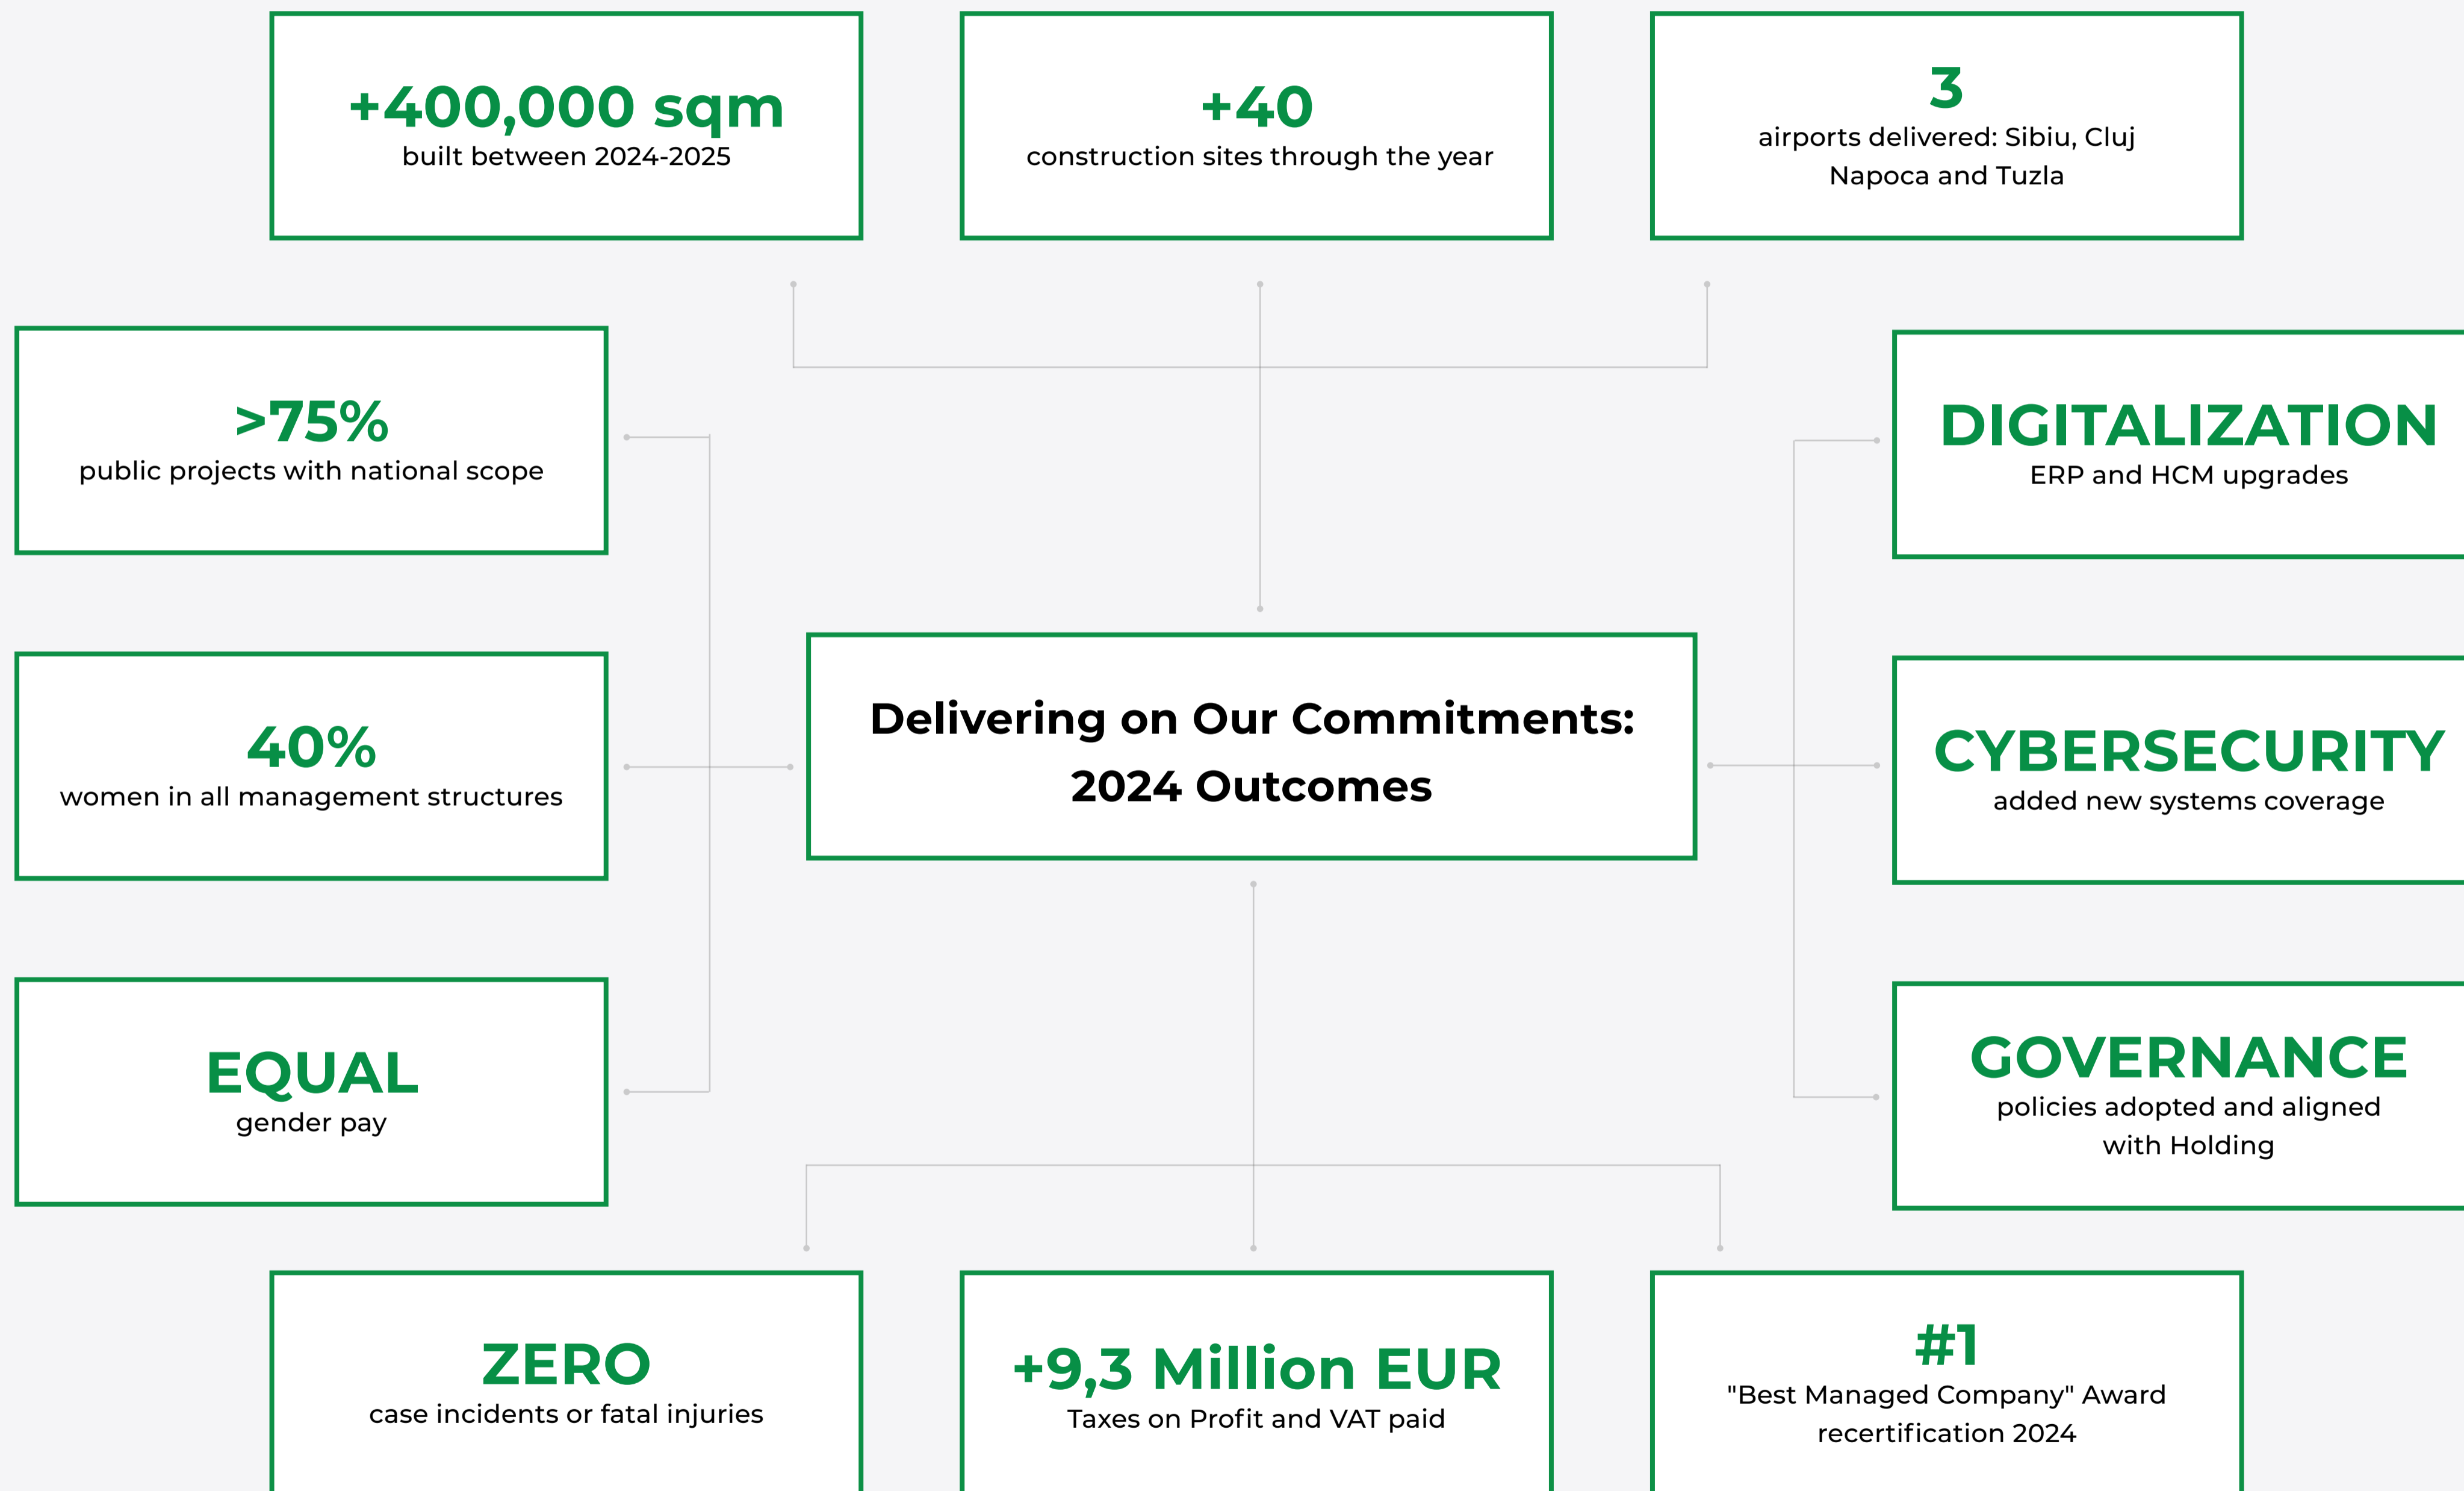 +400,000 sqm
built between 2024-2025
+40
construction sites through the year
3
airports delivered: Sibiu, Cluj
Napoca and Tuzla
>75%
public projects with national scope
DIGITALIZATION
ERP and HCM upgrades
40%
women in all management structures
Delivering on Our Commitments:
2024 Outcomes
CYBERSECURITY
added new systems coverage
EQUAL
gender pay
GOVERNANCE
policies adopted and aligned
with Holding
ZERO
case incidents or fatal injuries
+9,3 Million EUR
Taxes on Profit and VAT paid
#1
"Best Managed Company" Award
recertification 2024